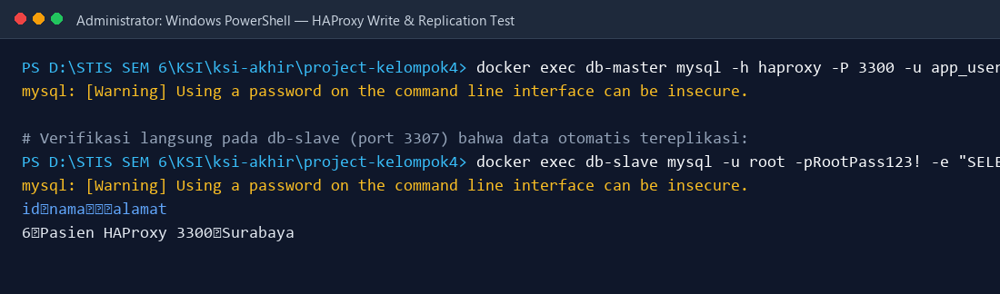 Administrator: Windows PowerShell — HAProxy Write & Replication Test
PS D:\STIS SEM 6\KSI\ksi-akhir\project-kelompok4> docker exec db-master mysql -h haproxy -P 3300 -u app_user
mysql: [Warning] Using a password on the command line interface can be insecure.
# Verifikasi langsung pada db-slave (port 3307) bahwa data otomatis tereplikasi:
PS D:\STIS SEM 6\KSI\ksi-akhir\project-kelompok4> docker exec db-slave mysql -u root -pRootPass123! -e "SELE
mysql: [Warning] Using a password on the command line interface can be insecure.
id nama alamat
6 Pasien HAProxy 3300 Surabaya